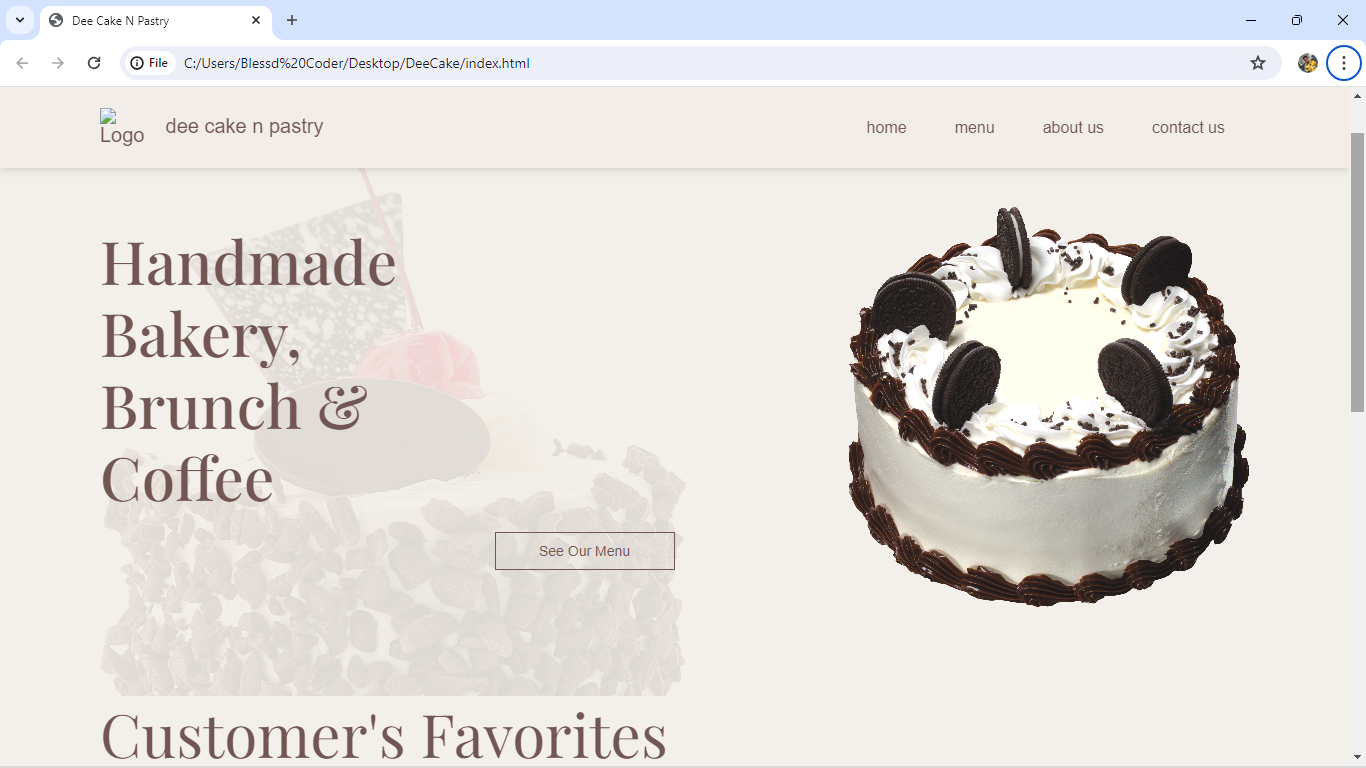 Dee Cake N Pastry
File
C:/Users/Blessd%20Coder/Desktop/DeeCake/index.html
Logo
dee cake n pastry
home
menu
about us
contact us
Handmade
Bakery,
Brunch &
Coffee
See Our Menu
Customer's Favorites